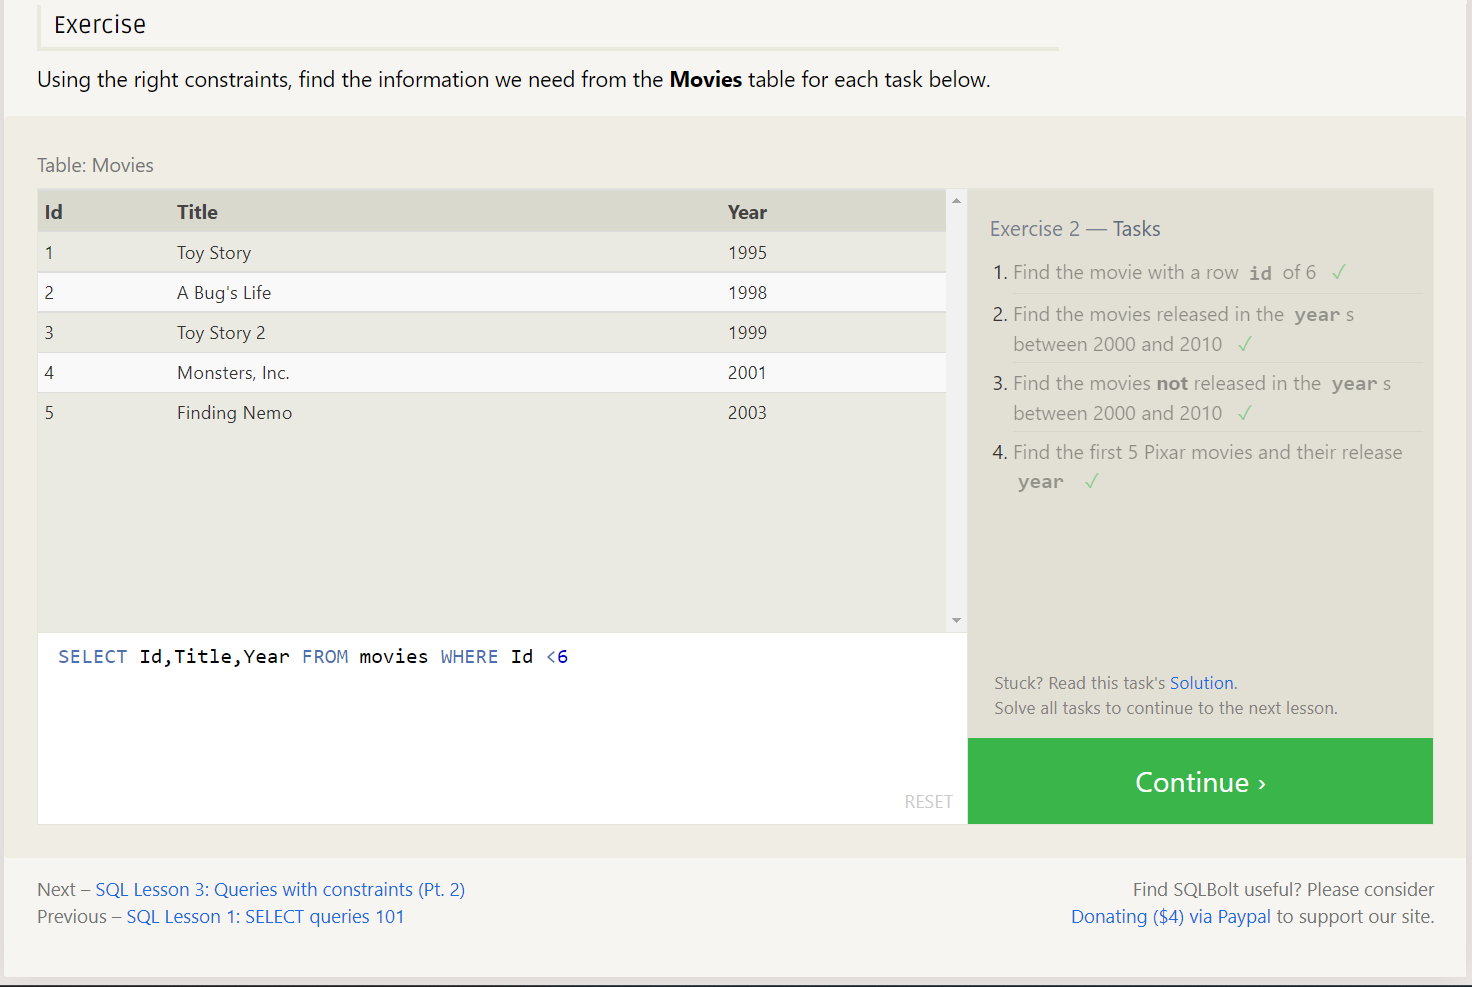 Exercise
Using the right constraints, find the information we need from the Movies table for each task below.
Table: Movies
Id Title Year
1 Toy Story 1995
2 A Bug's Life 1998
3 Toy Story 2 1999
4 Monsters, Inc. 2001
5 Finding Nemo 2003
SELECT Id,Title,Year FROM movies WHERE Id <6
RESET
Exercise 2 — Tasks
1. Find the movie with a row id of 6 ✓
2. Find the movies released in the year s
between 2000 and 2010 ✓
3. Find the movies not released in the year s
between 2000 and 2010 ✓
4. Find the first 5 Pixar movies and their release
year ✓
Stuck? Read this task's Solution.
Solve all tasks to continue to the next lesson.
Continue ›
Next – SQL Lesson 3: Queries with constraints (Pt. 2)
Previous – SQL Lesson 1: SELECT queries 101
Find SQLBolt useful? Please consider
Donating ($4) via Paypal to support our site.